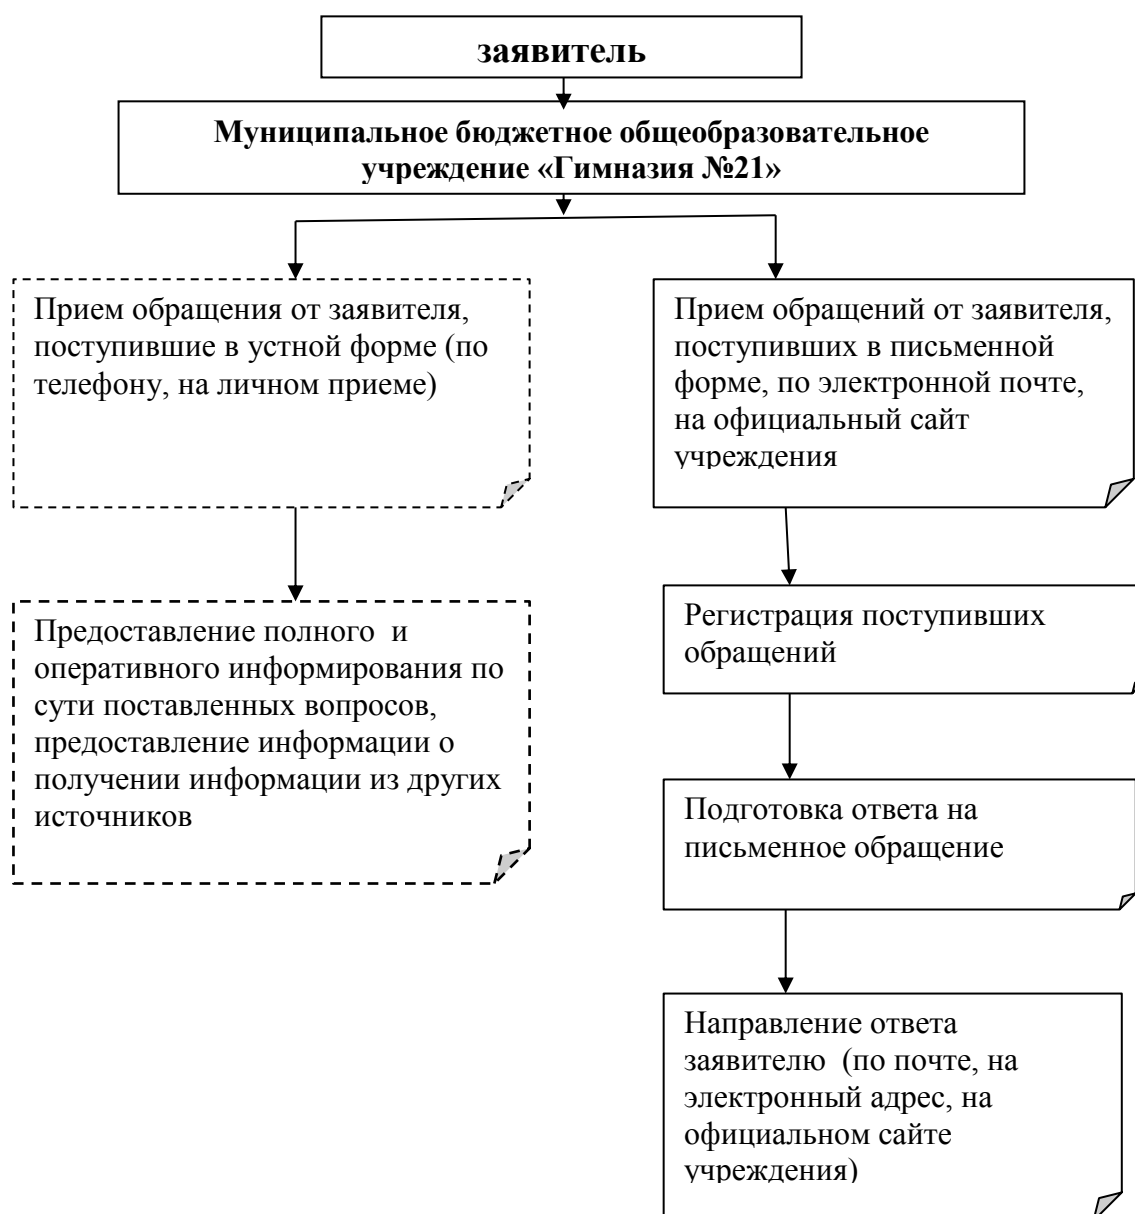 заявитель
Муниципальное бюджетное общеобразовательное
учреждение «Гимназия №21»
Прием обращения от заявителя,
поступившие в устной форме (по
телефону, на личном приеме)
Прием обращений от заявителя,
поступивших в письменной
форме, по электронной почте,
на официальный сайт
учреждения
Предоставление полного  и
оперативного информирования по
сути поставленных вопросов,
предоставление информации о
получении информации из других
источников
Регистрация поступивших
обращений
Подготовка ответа на
письменное обращение
Направление ответа
заявителю  (по почте, на
электронный адрес, на
официальном сайте
учреждения)